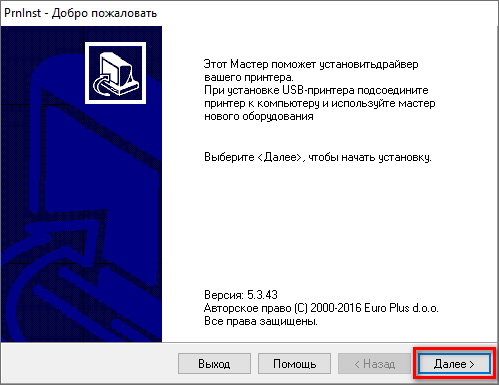 PrnInst - Добро пожаловать
Этот Мастер поможет установитьдрайвер
вашего принтера.
При установке USB-принтера подсоедините
принтер к компьютеру и используйте мастер
нового оборудования
Выберите <Далее>, чтобы начать установку.
Версия: 5.3.43
Авторское право (C) 2000-2016 Euro Plus d.o.o.
Все права защищены.
Выход
Помощь
< Назад
Далее >